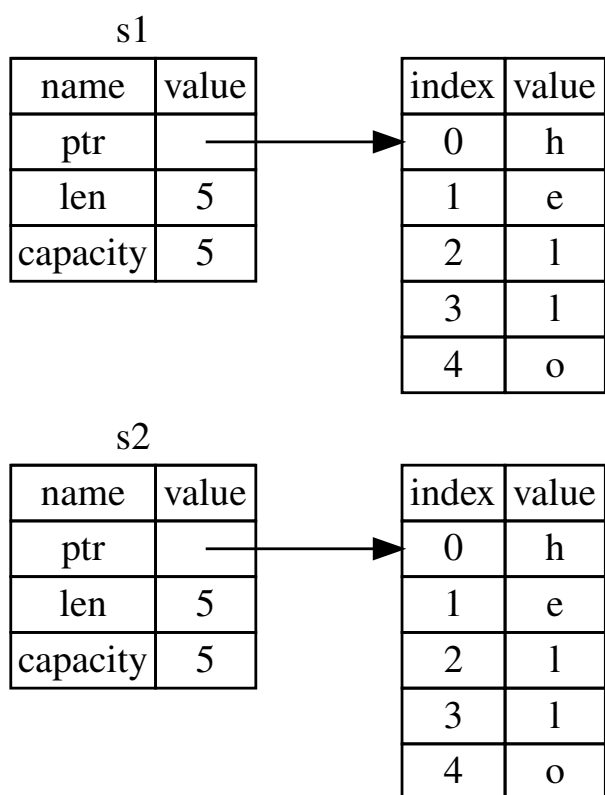 s1
name value
ptr
len 5
capacity 5
index value
0 h
1 e
2 l
3 l
4 o
s2
name value
ptr
len 5
capacity 5
index value
0 h
1 e
2 l
3 l
4 o